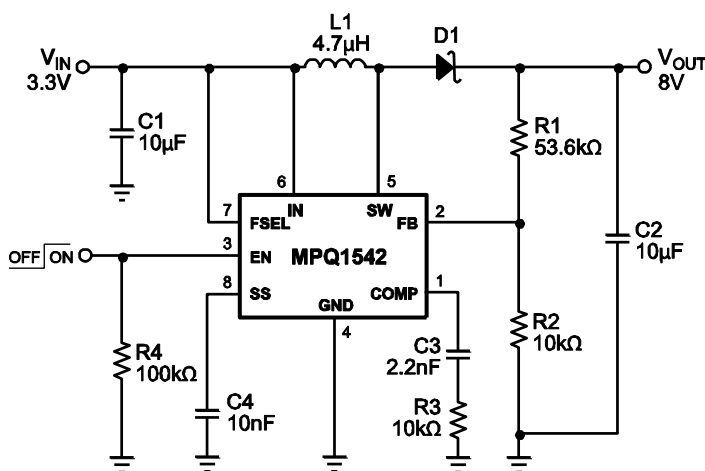 L1
4.7µH
D1
VIN
3.3V
VOUT
8V
C1
10µF
R1
53.6kΩ
6
5
IN
SW
7
FSEL
FB
2
OFF ON
3
EN
MPQ1542
C2
10µF
8
SS
GND
COMP
1
4
R4
100kΩ
C4
10nF
C3
2.2nF
R3
10kΩ
R2
10kΩ